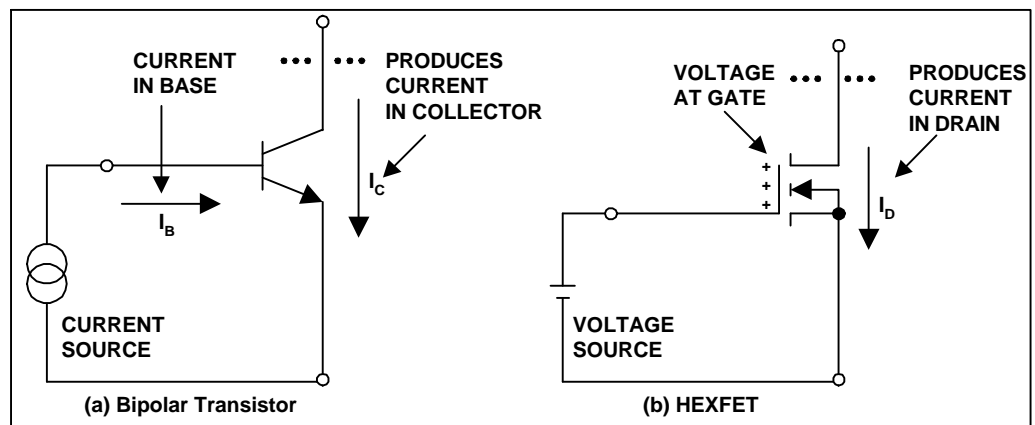 CURRENT
IN BASE
PRODUCES
CURRENT
IN COLLECTOR
I_B
I_C
CURRENT
SOURCE
(a) Bipolar Transistor
VOLTAGE
AT GATE
PRODUCES
CURRENT
IN DRAIN
+
+
+
I_D
VOLTAGE
SOURCE
(b) HEXFET